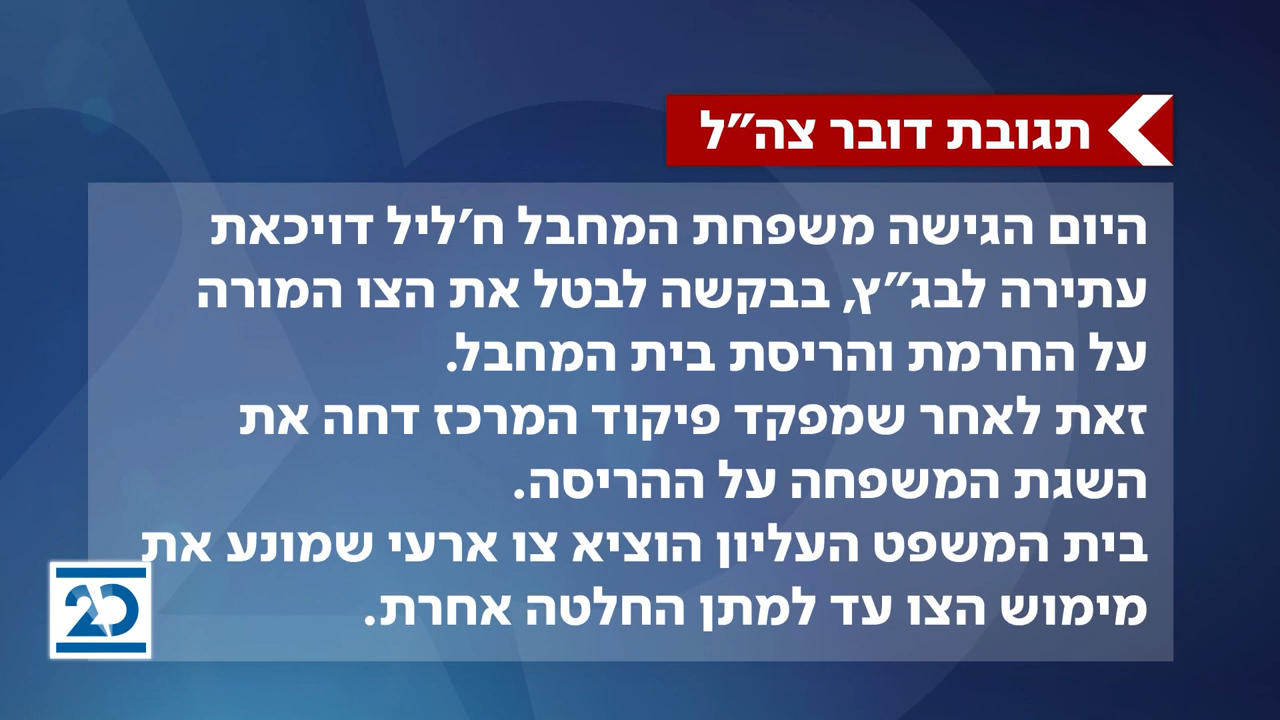 תגובת דובר צה"ל
היום הגישה משפחת המחבל ח'ליל דויכאת
עתירה לבג"ץ, בבקשה לבטל את הצו המורה
על החרמת והריסת בית המחבל.
זאת לאחר שמפקד פיקוד המרכז דחה את
השגת המשפחה על ההריסה.
בית המשפט העליון הוציא צו ארעי שמונע את
מימוש הצו עד למתן החלטה אחרת.
20